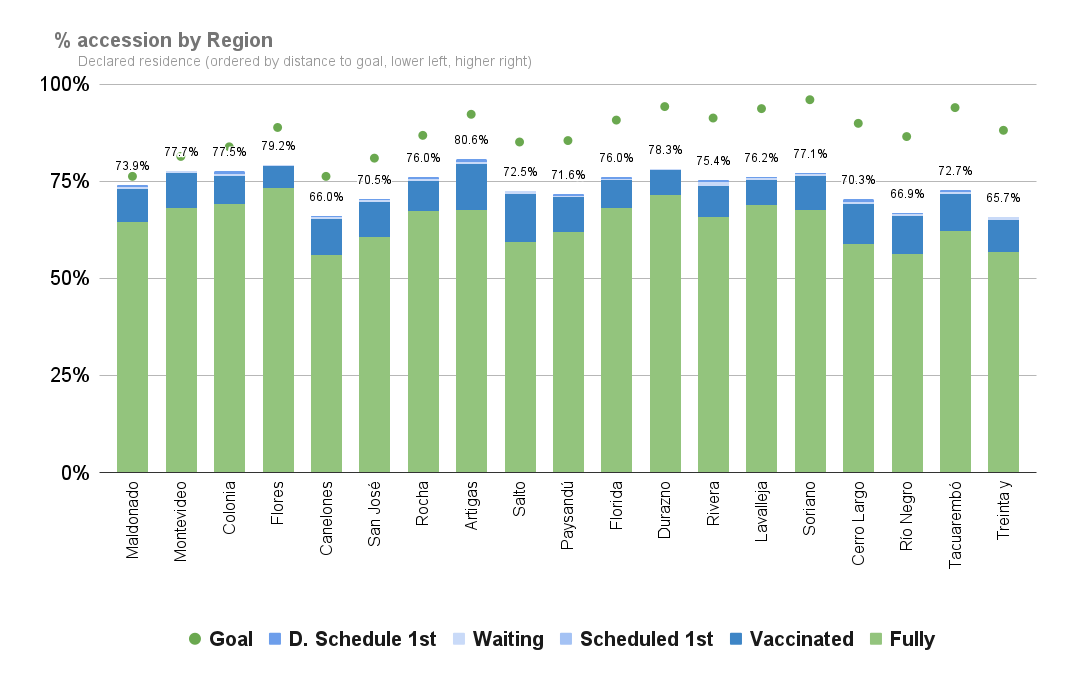 % accession by Region
Declared residence (ordered by distance to goal, lower left, higher right)
100%
75%
50%
25%
0%
73.9%
77.7%
77.5%
79.2%
66.0%
70.5%
76.0%
80.6%
72.5%
71.6%
76.0%
78.3%
75.4%
76.2%
77.1%
70.3%
66.9%
72.7%
65.7%
Maldonado
Montevideo
Colonia
Flores
Canelones
San José
Rocha
Artigas
Salto
Paysandú
Florida
Durazno
Rivera
Lavalleja
Soriano
Cerro Largo
Río Negro
Tacuarembó
Treinta y
Goal D. Schedule 1st Waiting Scheduled 1st Vaccinated Fully